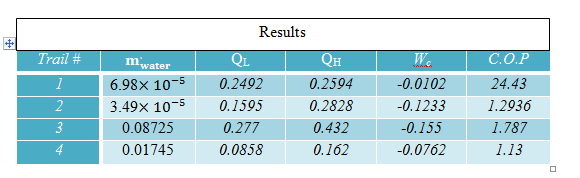 Results
Trail # ṁwater QL QH Wc C.O.P
1 6.98× 10−5 0.2492 0.2594 -0.0102 24.43
2 3.49× 10−5 0.1595 0.2828 -0.1233 1.2936
3 0.08725 0.277 0.432 -0.155 1.787
4 0.01745 0.0858 0.162 -0.0762 1.13